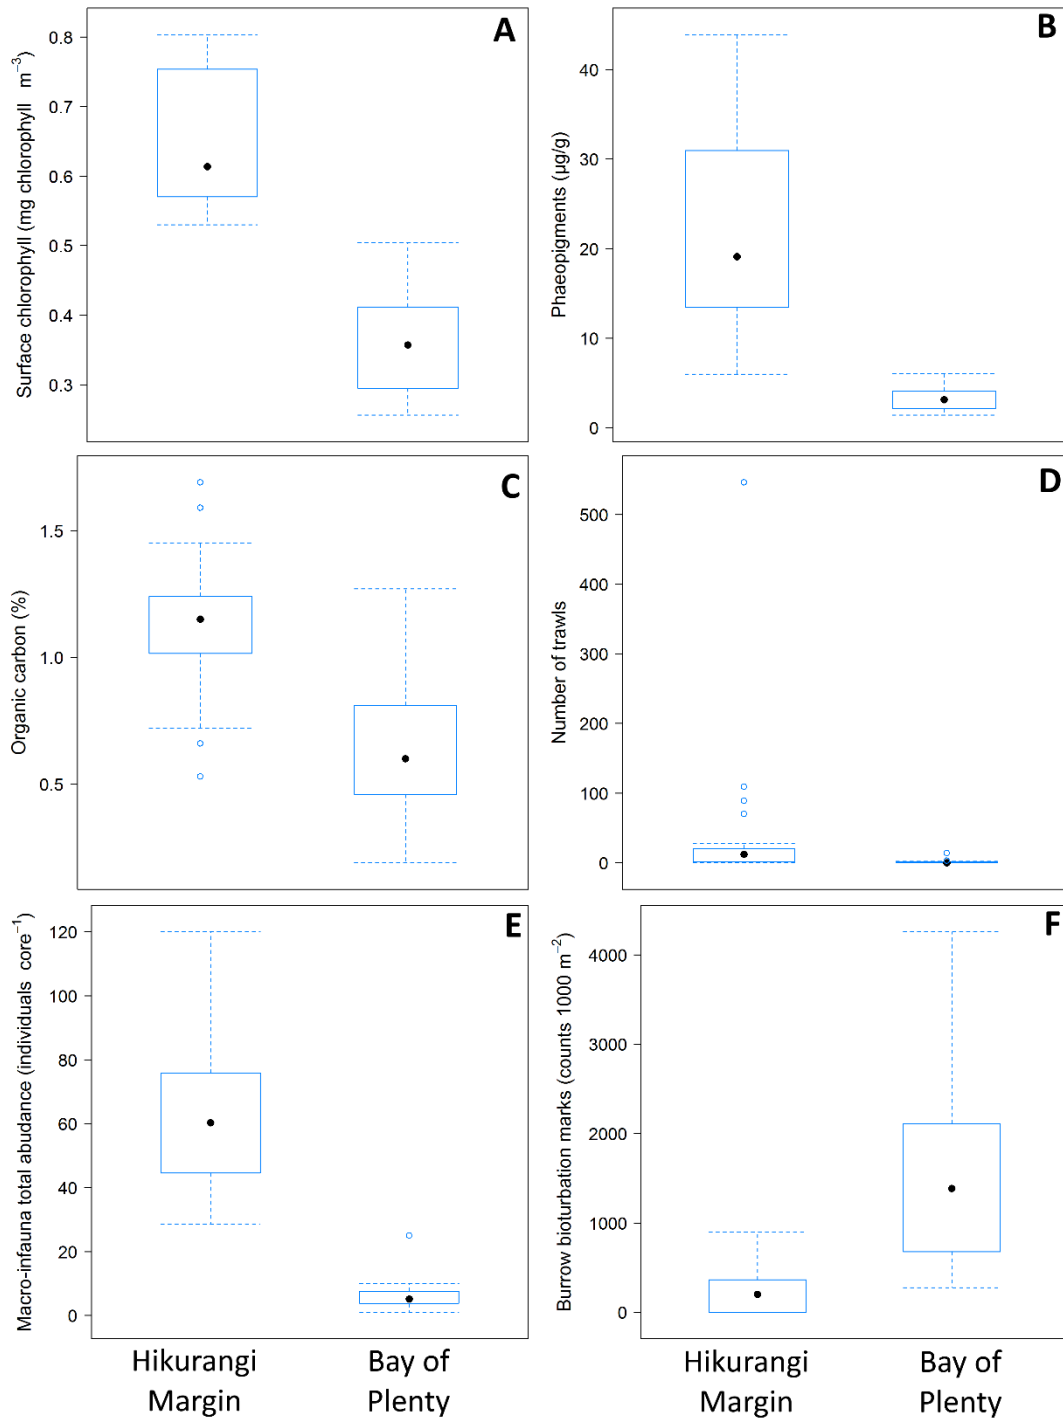 A
Surface chlorophyll (mg chlorophyll m−3)
0.8
0.7
0.6
0.5
0.4
0.3
B
Phaeopigments (µg/g)
40
30
20
10
0
C
Organic carbon (%)
1.5
1.0
0.5
D
Number of trawls
500
400
300
200
100
0
E
Macro-infauna total abudance (individuals core−1)
120
100
80
60
40
20
0
F
Burrow bioturbation marks (counts 1000 m−2)
4000
3000
2000
1000
0
Hikurangi
Margin
Bay of
Plenty
Hikurangi
Margin
Bay of
Plenty